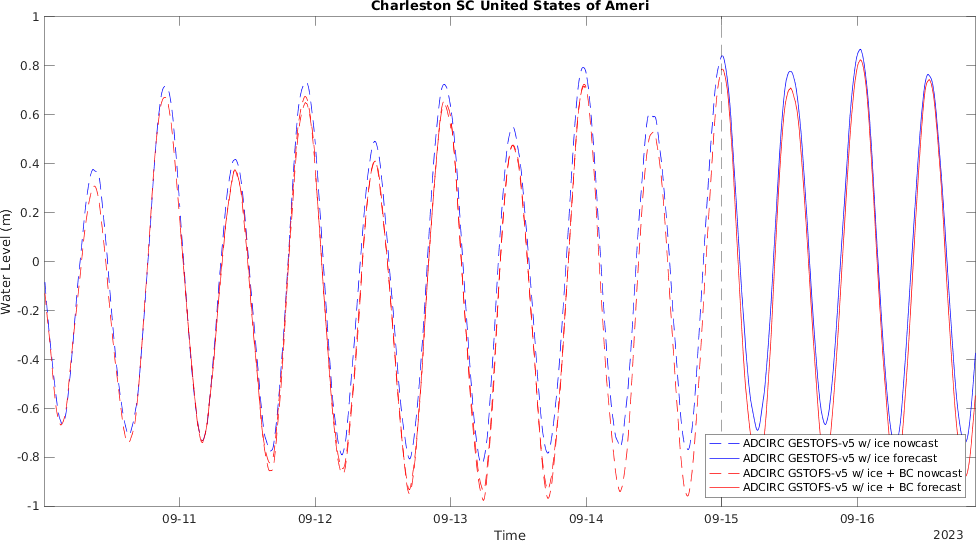 Charleston SC United States of Ameri
1
0.8
0.6
0.4
0.2
0
-0.2
-0.4
-0.6
-0.8
-1
Water Level (m)
ADCIRC GESTOFS-v5 w/ ice nowcast
ADCIRC GESTOFS-v5 w/ ice forecast
ADCIRC GSTOFS-v5 w/ ice + BC nowcast
ADCIRC GSTOFS-v5 w/ ice + BC forecast
09-11 09-12 09-13 09-14 09-15 09-16
Time
2023